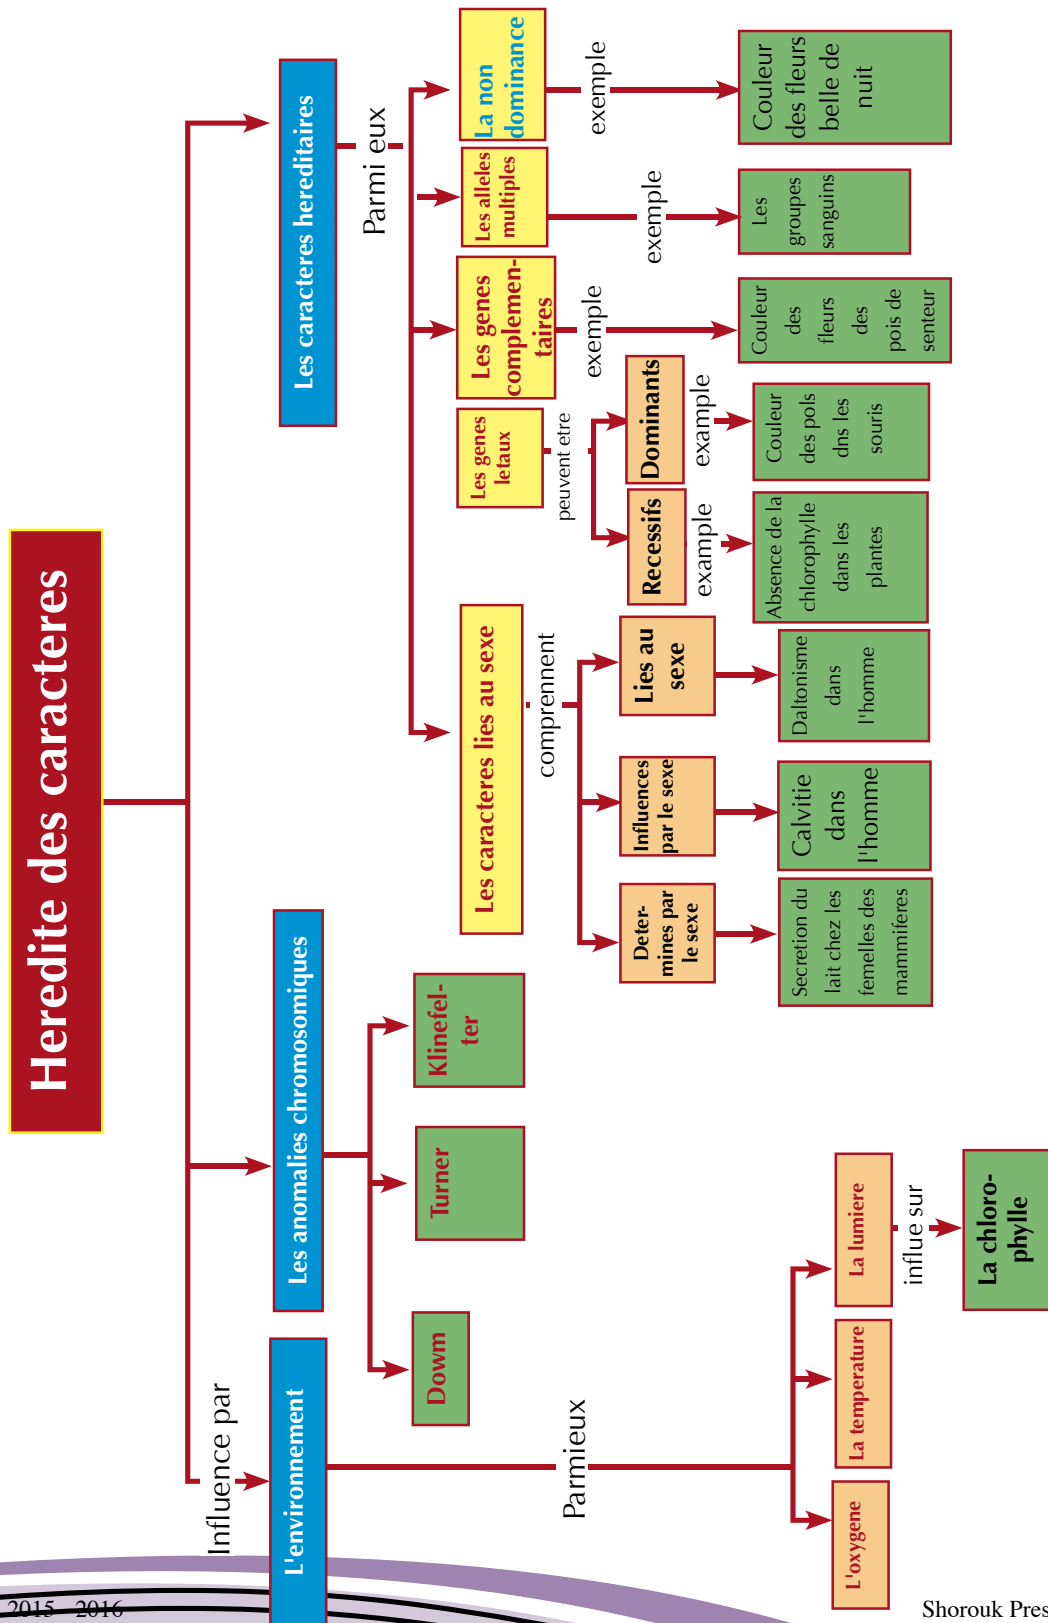 Heredite des caracteres
Influence par
L'environnement
Les anomalies chromosomiques
Les caracteres hereditaires
Parmi eux
Dowm
Turner
Klinefel-
ter
Les caracteres lies au sexe
Les genes
letaux
Les genes
complemen-
taires
Les alleles
multiples
La non
dominance
Parmieux
comprennent
peuvent etre
exemple
exemple
exemple
Deter-
mines par
le sexe
Influences
par le sexe
Lies au
sexe
Recessifs
Dominants
example
example
Secretion du
lait chez les
femelles des
mammiferes
Calvitie
dans
l'homme
Daltonisme
dans
l'homme
Absence de la
chlorophylle
dans les
plantes
Couleur
des pols
dns les
souris
Couleur
des
fleurs
des
pois de
senteur
Les
groupes
sanguins
Couleur
des fleurs
belle de
nuit
L'oxygene
La temperature
La lumiere
influe sur
La chloro-
phylle
2015 - 2016
Shorouk Pres